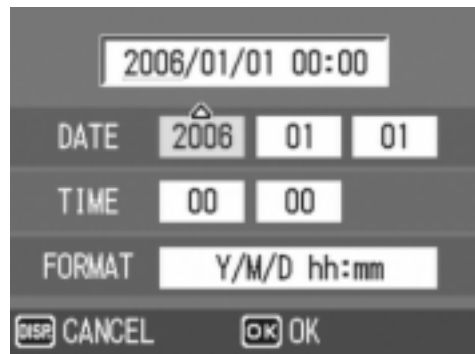 2006/01/01 00:00
DATE 2006 01 01
TIME 00 00
FORMAT Y/M/D hh:mm
DISP. CANCEL OK OK